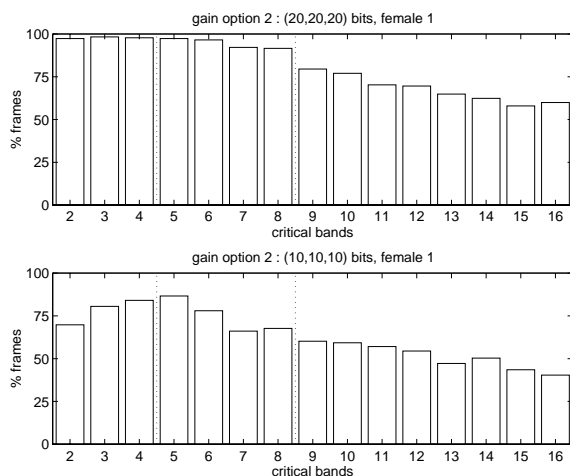 gain option 2 : (20,20,20) bits, female 1
100
75
50
25
0
% frames
2 3 4 5 6 7 8 9 10 11 12 13 14 15 16
critical bands
gain option 2 : (10,10,10) bits, female 1
100
75
50
25
0
% frames
2 3 4 5 6 7 8 9 10 11 12 13 14 15 16
critical bands